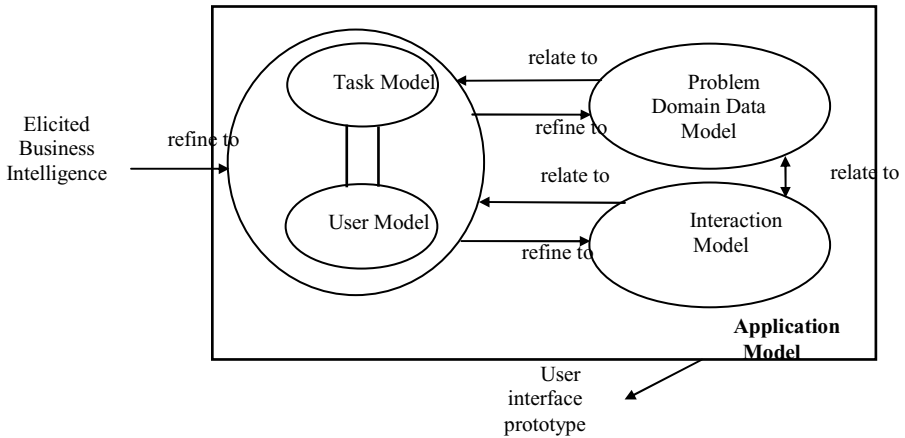 Elicited
Business
Intelligence
refine to
Task Model
User Model
relate to
refine to
Problem
Domain Data
Model
relate to
refine to
Interaction
Model
relate to
Application
Model
User
interface
prototype